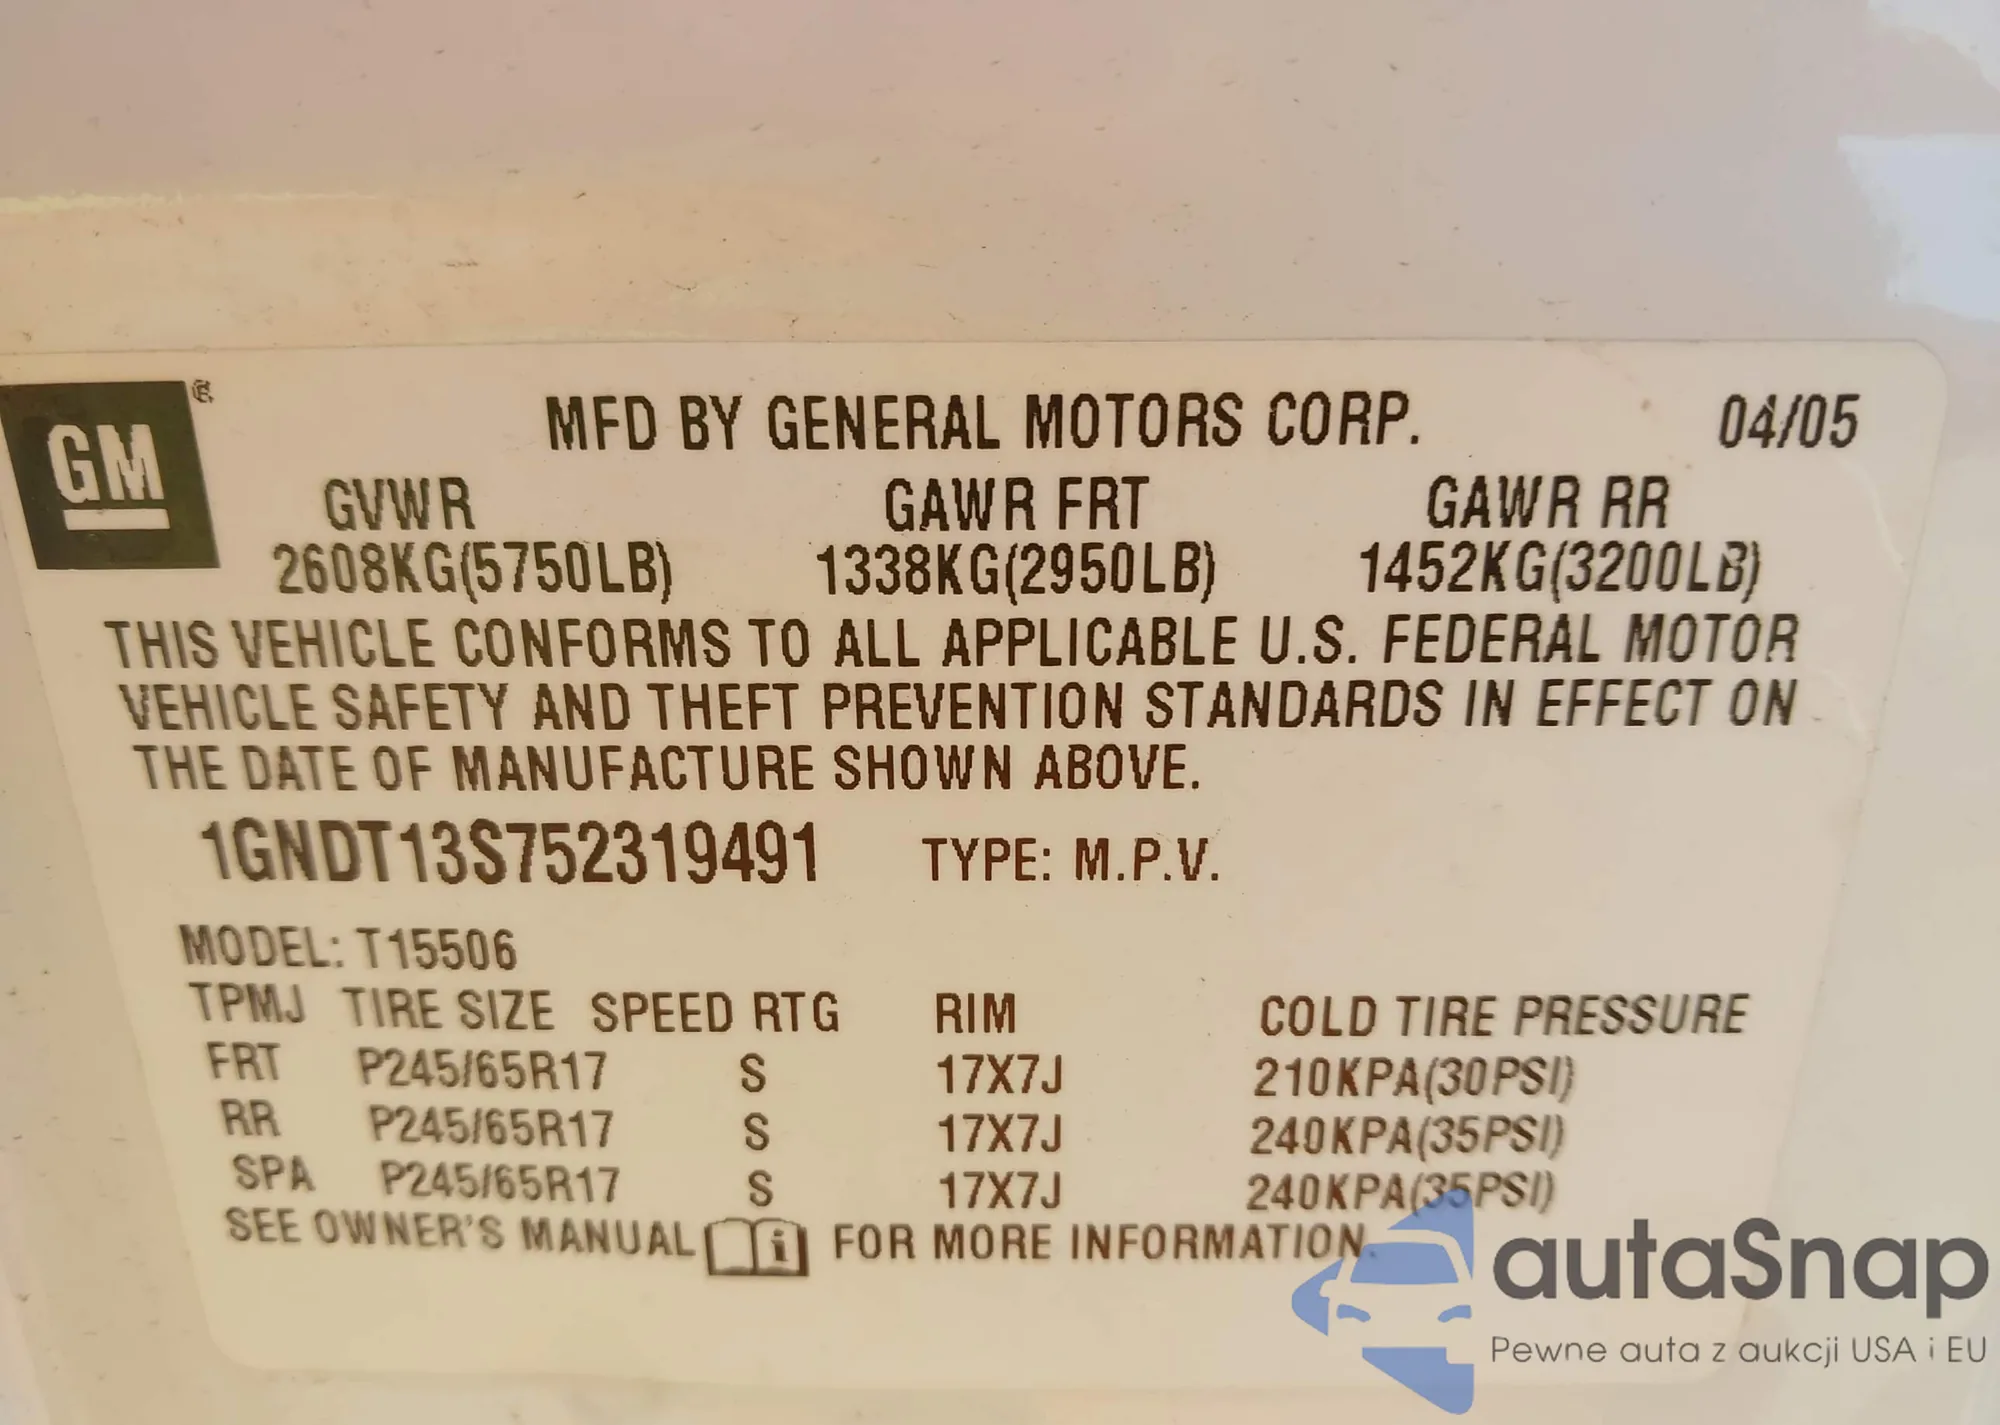 GM ®
MFD BY GENERAL MOTORS CORP. 04/05
GVWR GAWR FRT GAWR RR
2608KG(5750LB) 1338KG(2950LB) 1452KG(3200LB)
THIS VEHICLE CONFORMS TO ALL APPLICABLE U.S. FEDERAL MOTOR
VEHICLE SAFETY AND THEFT PREVENTION STANDARDS IN EFFECT ON
THE DATE OF MANUFACTURE SHOWN ABOVE.
1GNDT13S752319491 TYPE: M.P.V.
MODEL: T15506
TPMJ TIRE SIZE SPEED RTG RIM COLD TIRE PRESSURE
FRT P245/65R17 S 17X7J 210KPA(30PSI)
RR P245/65R17 S 17X7J 240KPA(35PSI)
SPA P245/65R17 S 17X7J 240KPA(35PSI)
SEE OWNER'S MANUAL i FOR MORE INFORMATION.
autaSnap
Pewne auta z aukcji USA i EU